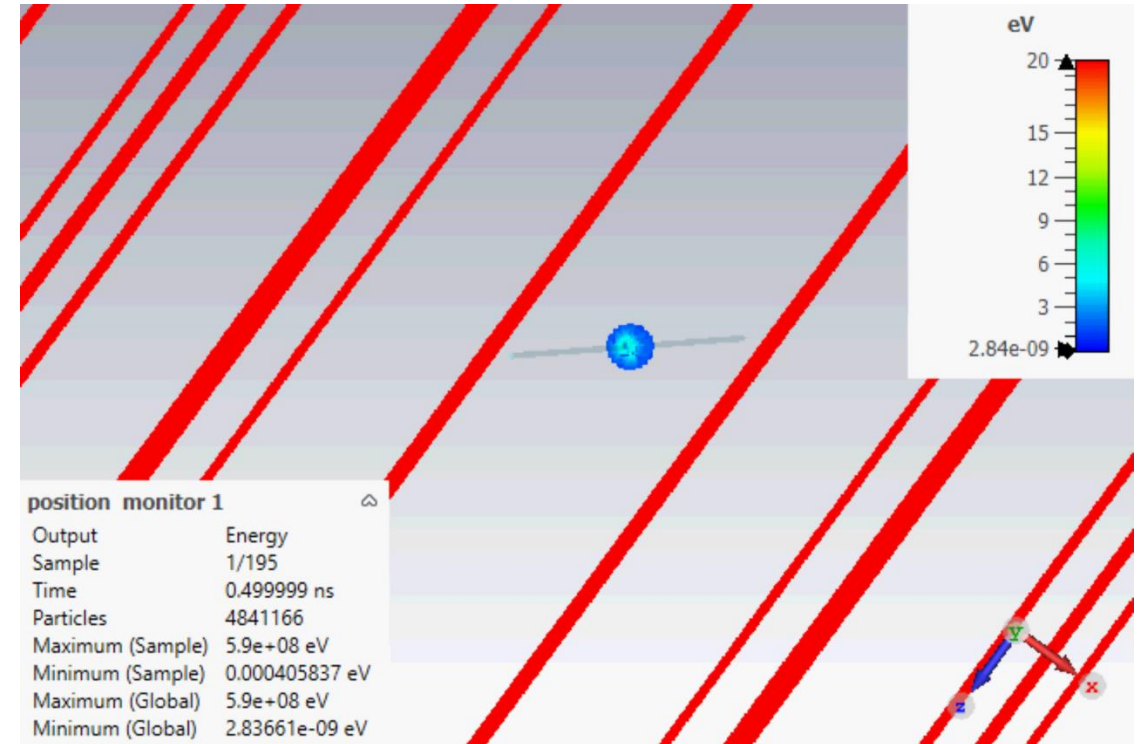 eV
20
15
12
9
6
3
2.84e-09
position monitor 1
Output Energy
Sample 1/195
Time 0.499999 ns
Particles 4841166
Maximum (Sample) 5.9e+08 eV
Minimum (Sample) 0.000405837 eV
Maximum (Global) 5.9e+08 eV
Minimum (Global) 2.83661e-09 eV
y
x
z